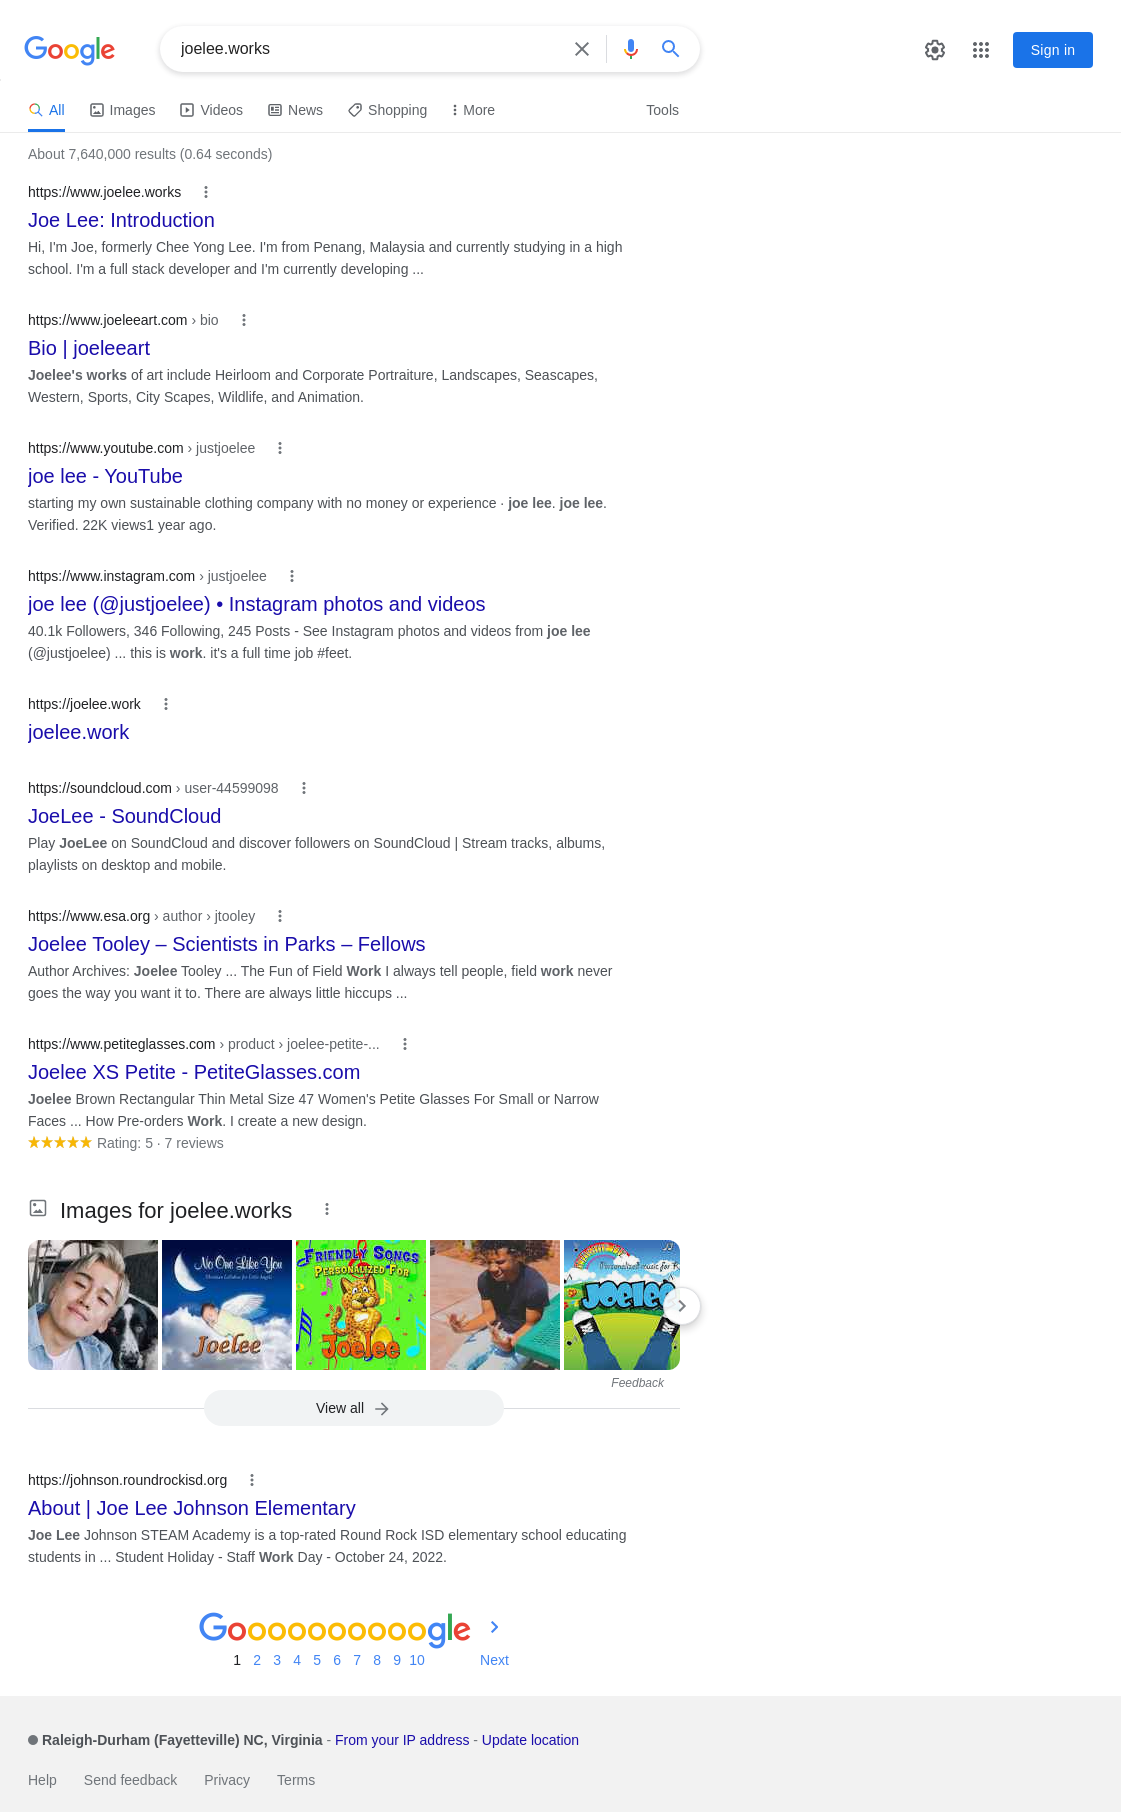 Google
joelee.works
Sign in
All
Images
Videos
News
Shopping
More
Tools
About 7,640,000 results (0.64 seconds)
https://www.joelee.works
Joe Lee: Introduction
Hi, I'm Joe, formerly Chee Yong Lee. I'm from Penang, Malaysia and currently studying in a high
school. I'm a full stack developer and I'm currently developing ...
https://www.joeleeart.com › bio
Bio | joeleeart
Joelee's works of art include Heirloom and Corporate Portraiture, Landscapes, Seascapes,
Western, Sports, City Scapes, Wildlife, and Animation.
https://www.youtube.com › justjoelee
joe lee - YouTube
starting my own sustainable clothing company with no money or experience · joe lee. joe lee.
Verified. 22K views1 year ago.
https://www.instagram.com › justjoelee
joe lee (@justjoelee) • Instagram photos and videos
40.1k Followers, 346 Following, 245 Posts - See Instagram photos and videos from joe lee
(@justjoelee) ... this is work. it's a full time job #feet.
https://joelee.work
joelee.work
https://soundcloud.com › user-44599098
JoeLee - SoundCloud
Play JoeLee on SoundCloud and discover followers on SoundCloud | Stream tracks, albums,
playlists on desktop and mobile.
https://www.esa.org › author › jtooley
Joelee Tooley – Scientists in Parks – Fellows
Author Archives: Joelee Tooley ... The Fun of Field Work I always tell people, field work never
goes the way you want it to. There are always little hiccups ...
https://www.petiteglasses.com › product › joelee-petite-...
Joelee XS Petite - PetiteGlasses.com
Joelee Brown Rectangular Thin Metal Size 47 Women's Petite Glasses For Small or Narrow
Faces ... How Pre-orders Work. I create a new design.
Rating: 5 · 7 reviews
Images for joelee.works
No One Like You
Christian Lullabies for Little Angels
Joelee
FRIENDLY SONGS
PERSONALIZED FOR
Joelee
Personalized music for K
Joelee
Feedback
View all
https://johnson.roundrockisd.org
About | Joe Lee Johnson Elementary
Joe Lee Johnson STEAM Academy is a top-rated Round Rock ISD elementary school educating
students in ... Student Holiday - Staff Work Day - October 24, 2022.
Goooooooooogle
1 2 3 4 5 6 7 8 9 10 Next
Raleigh-Durham (Fayetteville) NC, Virginia - From your IP address - Update location
Help
Send feedback
Privacy
Terms